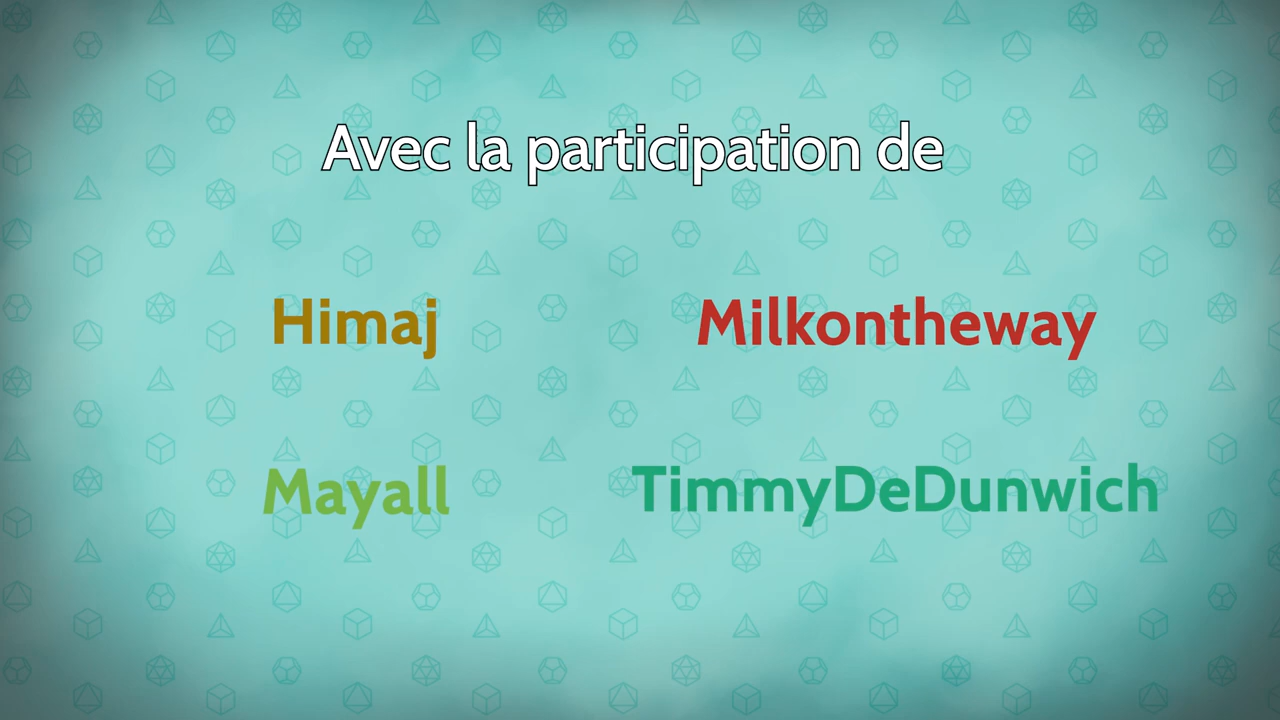 Avec la participation de
Himaj
Milkontheway
Mayall
TimmyDeDunwich